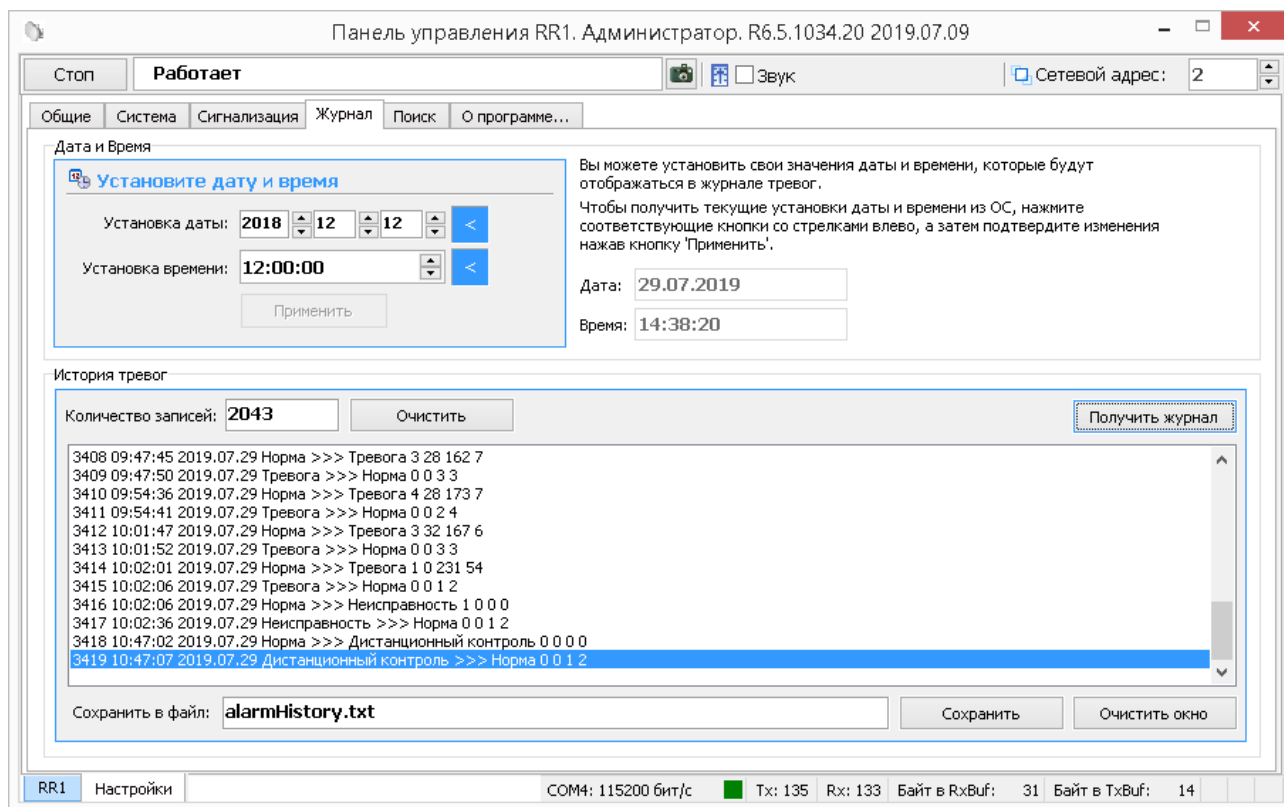 Панель управления RR1. Администратор. R6.5.1034.20 2019.07.09
Стоп Работает Звук Сетевой адрес: 2
Общие Система Сигнализация Журнал Поиск О программе...
Дата и Время
Установите дату и время
Установка даты: 2018 12 12 <
Установка времени: 12:00:00 <
Применить
Вы можете установить свои значения даты и времени, которые будут
отображаться в журнале тревог.
Чтобы получить текущие установки даты и времени из ОС, нажмите
соответствующие кнопки со стрелками влево, а затем подтвердите изменения
нажав кнопку 'Применить'.
Дата: 29.07.2019
Время: 14:38:20
История тревог
Количество записей: 2043 Очистить Получить журнал
3408 09:47:45 2019.07.29 Норма >>> Тревога 3 28 162 7
3409 09:47:50 2019.07.29 Тревога >>> Норма 0 0 3 3
3410 09:54:36 2019.07.29 Норма >>> Тревога 4 28 173 7
3411 09:54:41 2019.07.29 Тревога >>> Норма 0 0 2 4
3412 10:01:47 2019.07.29 Норма >>> Тревога 3 32 167 6
3413 10:01:52 2019.07.29 Тревога >>> Норма 0 0 3 3
3414 10:02:01 2019.07.29 Норма >>> Тревога 1 0 231 54
3415 10:02:06 2019.07.29 Тревога >>> Норма 0 0 1 2
3416 10:02:06 2019.07.29 Норма >>> Неисправность 1 0 0 0
3417 10:02:36 2019.07.29 Неисправность >>> Норма 0 0 1 2
3418 10:47:02 2019.07.29 Норма >>> Дистанционный контроль 0 0 0 0
3419 10:47:07 2019.07.29 Дистанционный контроль >>> Норма 0 0 1 2
Сохранить в файл: alarmHistory.txt Сохранить Очистить окно
RR1 Настройки COM4: 115200 бит/с Tx: 135 Rx: 133 Байт в RxBuf: 31 Байт в TxBuf: 14